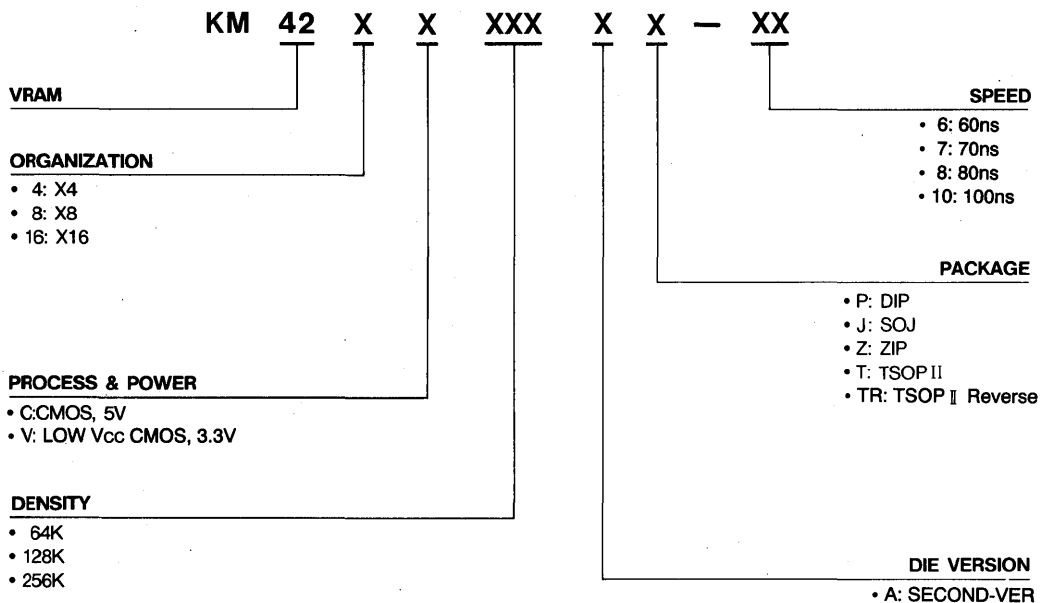 KM 42 X X XXX X X — XX
VRAM
ORGANIZATION
• 4: X4
• 8: X8
• 16: X16
PROCESS & POWER
• C:CMOS, 5V
• V: LOW Vcc CMOS, 3.3V
DENSITY
• 64K
• 128K
• 256K
SPEED
• 6: 60ns
• 7: 70ns
• 8: 80ns
• 10: 100ns
PACKAGE
• P: DIP
• J: SOJ
• Z: ZIP
• T: TSOP II
• TR: TSOP II Reverse
DIE VERSION
• A: SECOND-VER